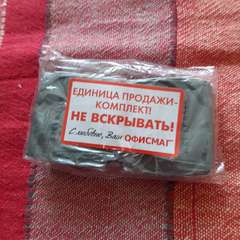 ЕДИНИЦА ПРОДАЖИ-
КОМПЛЕКТ!
НЕ ВСКРЫВАТЬ!
С любовью, Ваш ОФИСМАГ